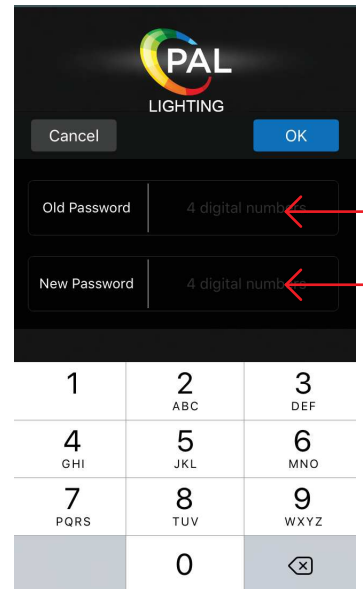 PAL
LIGHTING
Cancel OK
Old Password 4 digital numbers
New Password 4 digital numbers
1 2 3
ABC DEF
4 5 6
GHI JKL MNO
7 8 9
PQRS TUV WXYZ
0